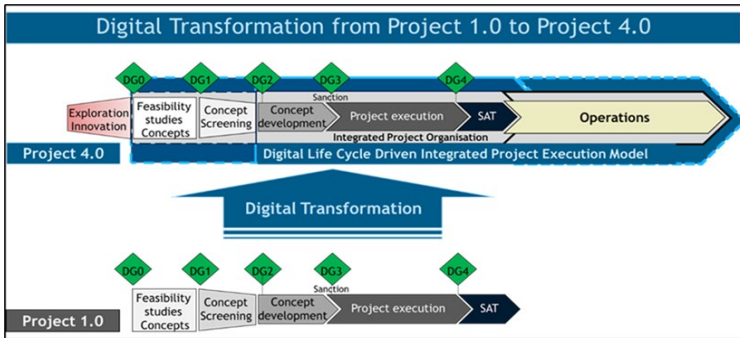 Digital Transformation from Project 1.0 to Project 4.0
DG0 DG1 DG2 DG3 DG4
Sanction
Exploration
Innovation
Feasibility
studies
Concepts
Concept
Screening
Concept
development
Project execution
SAT
Operations
Integrated Project Organisation
Project 4.0
Digital Life Cycle Driven Integrated Project Execution Model
Digital Transformation
DG0 DG1 DG2 DG3 DG4
Sanction
Feasibility
studies
Concepts
Concept
Screening
Concept
development
Project execution
SAT
Project 1.0